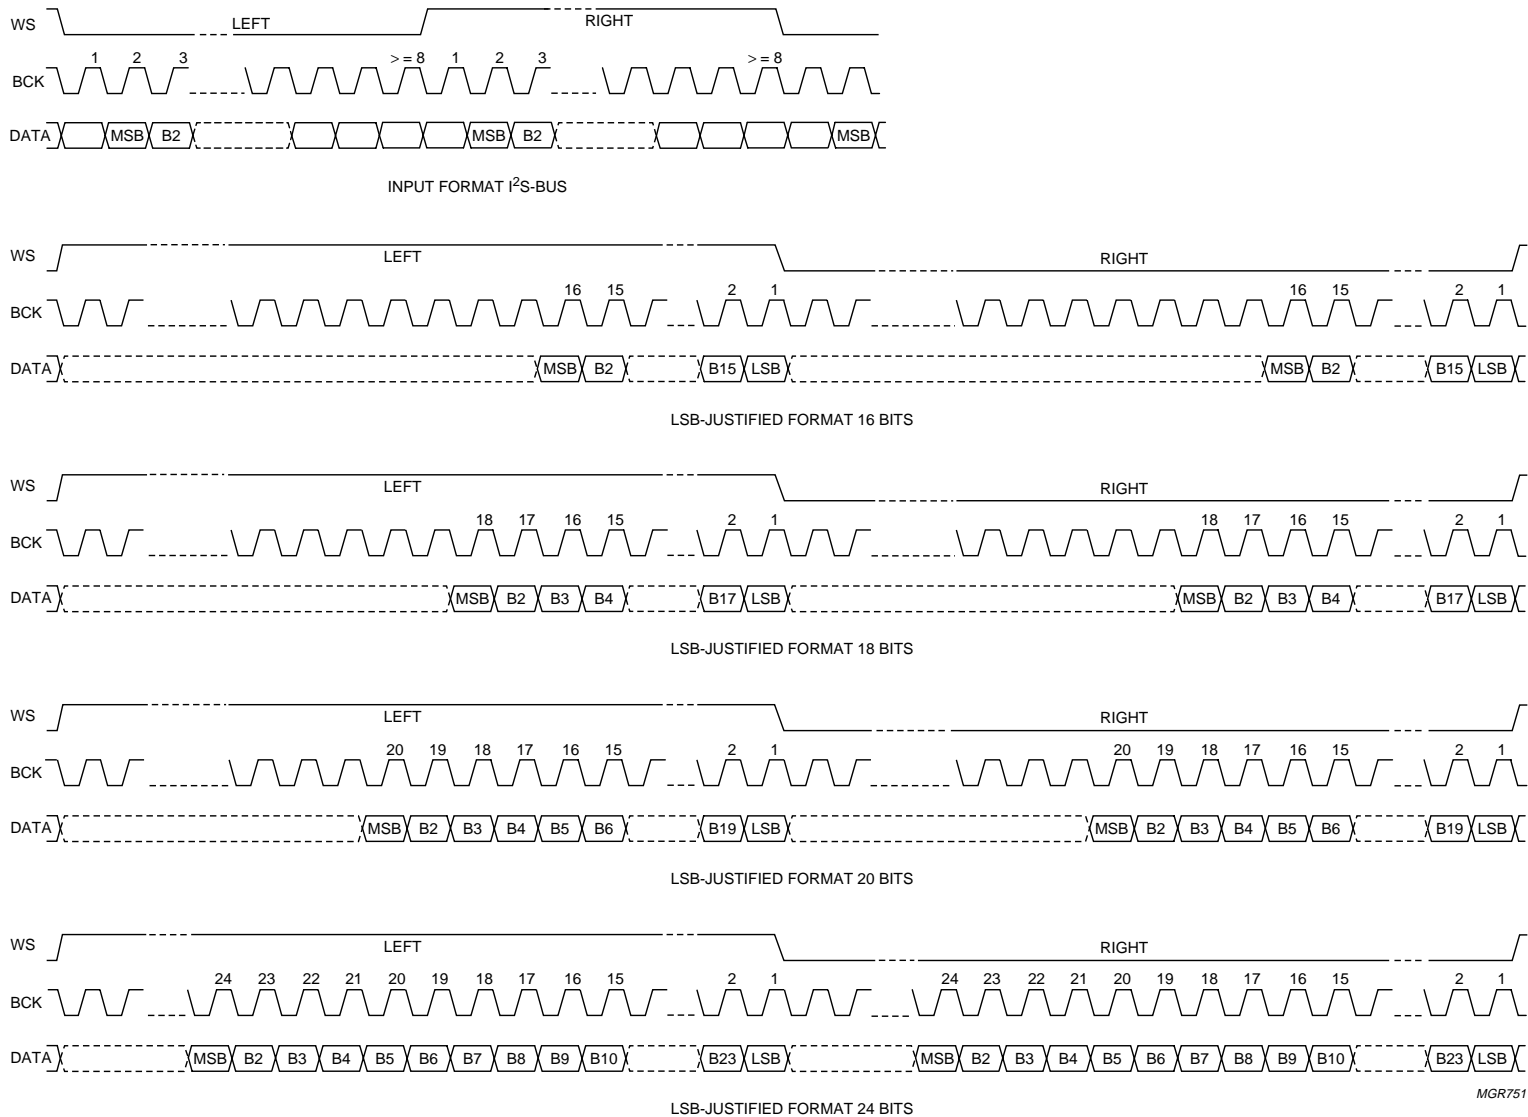 WS LEFT RIGHT
1 2 3 > = 8 1 2 3 > = 8
BCK
DATA MSB B2 MSB B2 MSB
INPUT FORMAT I²S-BUS
WS LEFT RIGHT
16 15 2 1 16 15 2 1
BCK
DATA MSB B2 B15 LSB MSB B2 B15 LSB
LSB-JUSTIFIED FORMAT 16 BITS
WS LEFT RIGHT
18 17 16 15 2 1 18 17 16 15 2 1
BCK
DATA MSB B2 B3 B4 B17 LSB MSB B2 B3 B4 B17 LSB
LSB-JUSTIFIED FORMAT 18 BITS
WS LEFT RIGHT
20 19 18 17 16 15 2 1 20 19 18 17 16 15 2 1
BCK
DATA MSB B2 B3 B4 B5 B6 B19 LSB MSB B2 B3 B4 B5 B6 B19 LSB
LSB-JUSTIFIED FORMAT 20 BITS
WS LEFT RIGHT
24 23 22 21 20 19 18 17 16 15 2 1 24 23 22 21 20 19 18 17 16 15 2 1
BCK
DATA MSB B2 B3 B4 B5 B6 B7 B8 B9 B10 B23 LSB MSB B2 B3 B4 B5 B6 B7 B8 B9 B10 B23 LSB
MGR751
LSB-JUSTIFIED FORMAT 24 BITS